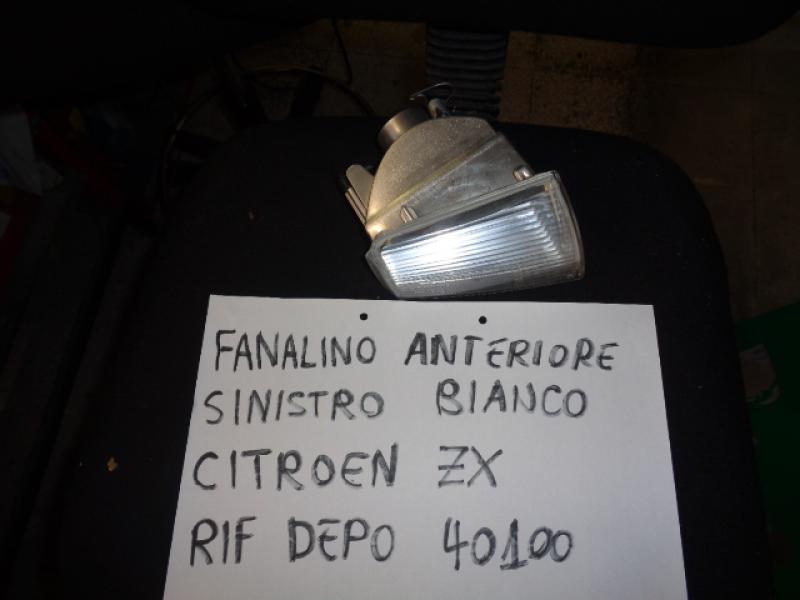 FANALINO ANTERIORE
SINISTRO BIANCO
CITROEN ZX
RIF DEPO 40100